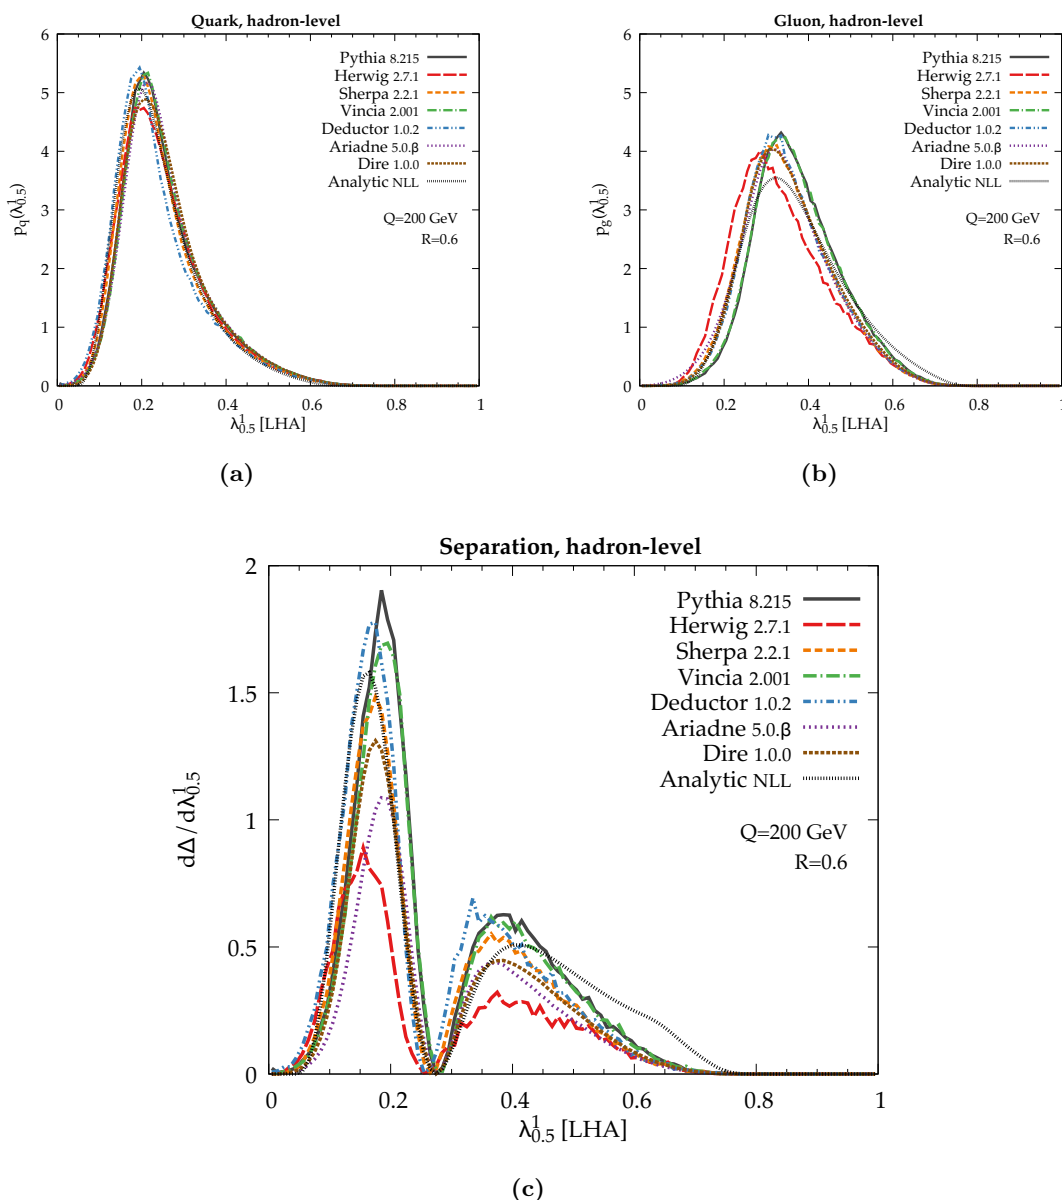 Quark, hadron-level
6
5
4
3
2
1
0
p_q(λ^1_0.5)
Pythia 8.215
Herwig 2.7.1
Sherpa 2.2.1
Vincia 2.001
Deductor 1.0.2
Ariadne 5.0.β
Dire 1.0.0
Analytic NLL
Q=200 GeV
R=0.6
0 0.2 0.4 0.6 0.8 1
λ^1_0.5 [LHA]
(a)
Gluon, hadron-level
6
5
4
3
2
1
0
p_g(λ^1_0.5)
Pythia 8.215
Herwig 2.7.1
Sherpa 2.2.1
Vincia 2.001
Deductor 1.0.2
Ariadne 5.0.β
Dire 1.0.0
Analytic NLL
Q=200 GeV
R=0.6
0 0.2 0.4 0.6 0.8 1
λ^1_0.5 [LHA]
(b)
Separation, hadron-level
2
1.5
1
0.5
0
dΔ/dλ^1_0.5
Pythia 8.215
Herwig 2.7.1
Sherpa 2.2.1
Vincia 2.001
Deductor 1.0.2
Ariadne 5.0.β
Dire 1.0.0
Analytic NLL
Q=200 GeV
R=0.6
0 0.2 0.4 0.6 0.8 1
λ^1_0.5 [LHA]
(c)